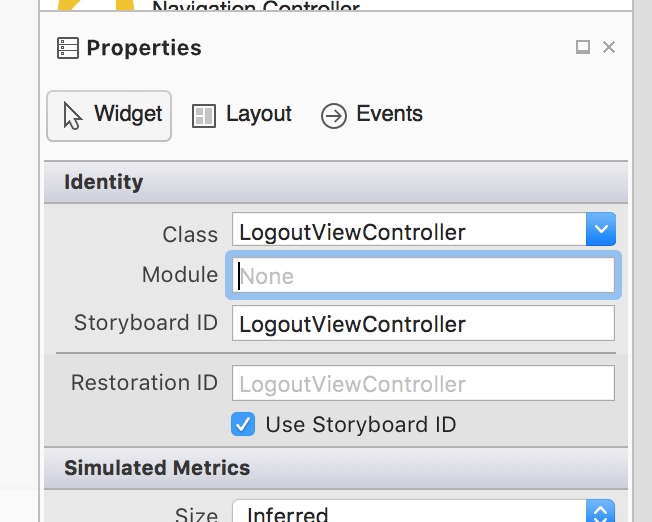 Navigation Controller
Properties
Widget Layout Events
Identity
Class LogoutViewController
Module None
Storyboard ID LogoutViewController
Restoration ID LogoutViewController
Use Storyboard ID
Simulated Metrics
Size Inferred